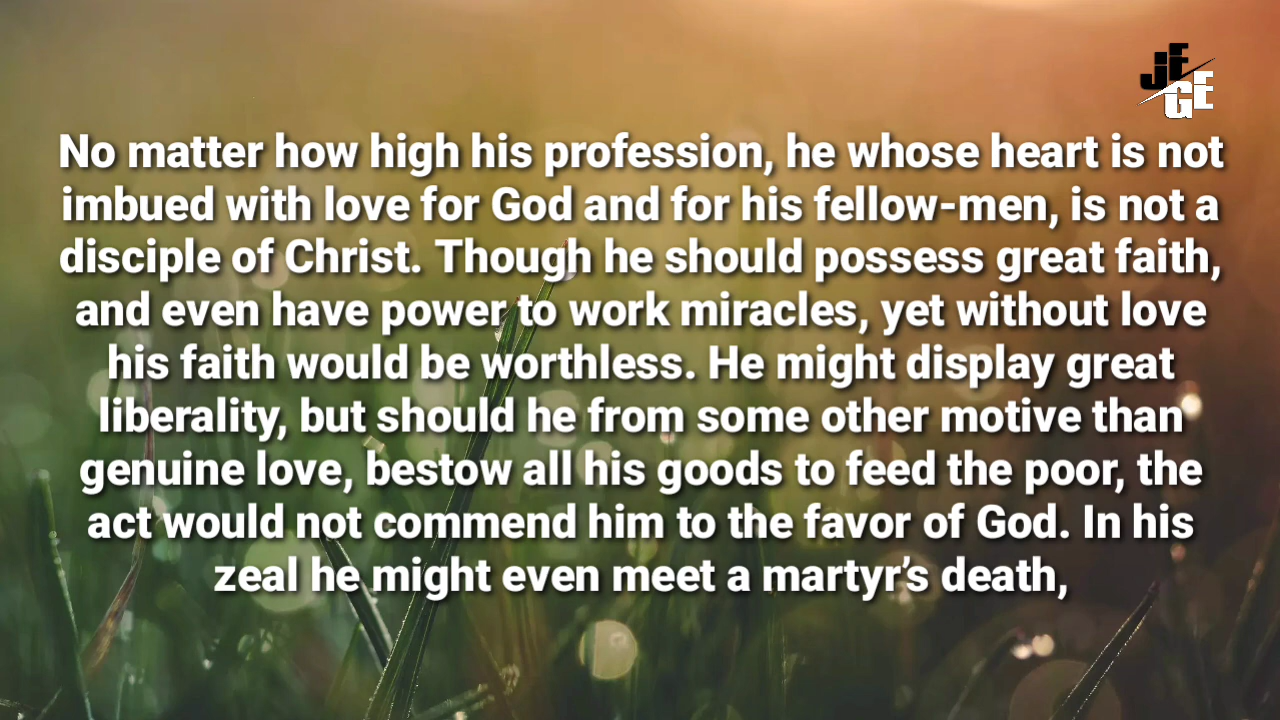 JF
GF
No matter how high his profession, he whose heart is not
imbued with love for God and for his fellow-men, is not a
disciple of Christ. Though he should possess great faith,
and even have power to work miracles, yet without love
his faith would be worthless. He might display great
liberality, but should he from some other motive than
genuine love, bestow all his goods to feed the poor, the
act would not commend him to the favor of God. In his
zeal he might even meet a martyr’s death,